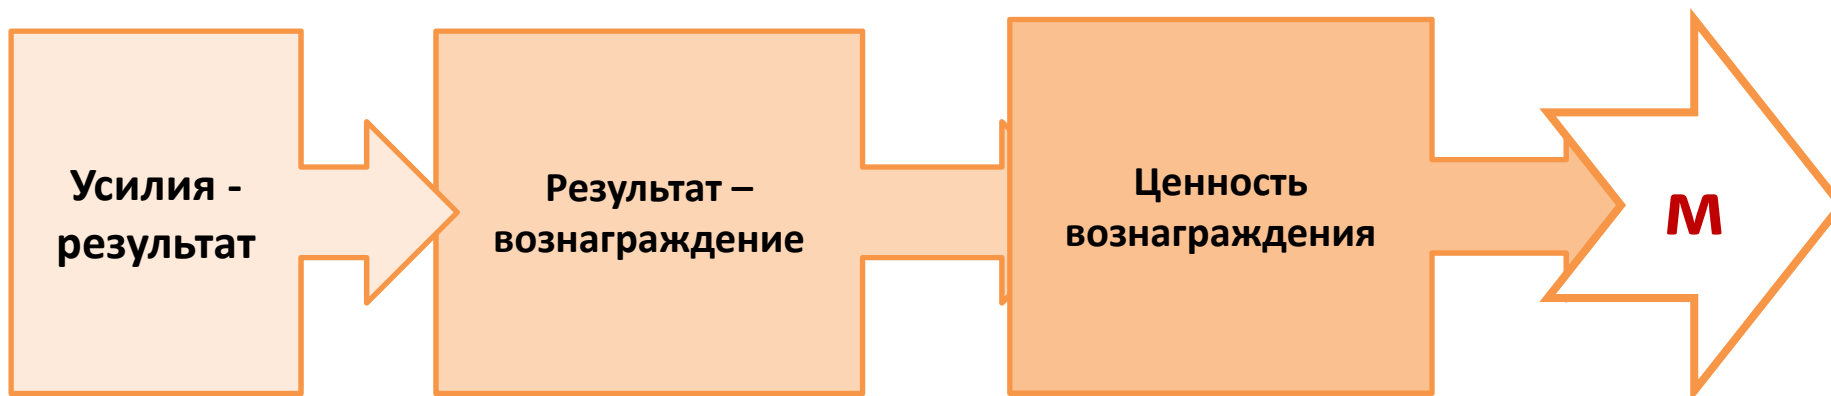 Усилия -
результат
Результат –
вознаграждение
Ценность
вознаграждения
М